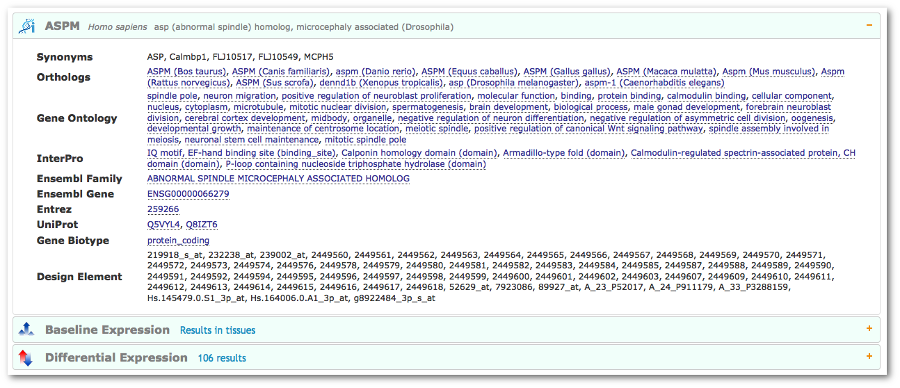 ASPM Homo sapiens asp (abnormal spindle) homolog, microcephaly associated (Drosophila) −
Synonyms ASP, Calmbp1, FLJ10517, FLJ10549, MCPH5
Orthologs ASPM (Bos taurus), ASPM (Canis familiaris), aspm (Danio rerio), ASPM (Equus caballus), ASPM (Gallus gallus), ASPM (Macaca mulatta), Aspm (Mus musculus), Aspm
(Rattus norvegicus), ASPM (Sus scrofa), dennd1b (Xenopus tropicalis), asp (Drosophila melanogaster), aspm-1 (Caenorhabditis elegans)
Gene Ontology spindle pole, neuron migration, positive regulation of neuroblast proliferation, molecular function, binding, protein binding, calmodulin binding, cellular component,
nucleus, cytoplasm, microtubule, mitotic nuclear division, spermatogenesis, brain development, biological process, male gonad development, forebrain neuroblast
division, cerebral cortex development, midbody, organelle, negative regulation of neuron differentiation, negative regulation of asymmetric cell division, oogenesis,
developmental growth, maintenance of centrosome location, meiotic spindle, positive regulation of canonical Wnt signaling pathway, spindle assembly involved in
meiosis, neuronal stem cell maintenance, mitotic spindle pole
InterPro IQ motif, EF-hand binding site (binding_site), Calponin homology domain (domain), Armadillo-type fold (domain), Calmodulin-regulated spectrin-associated protein, CH
domain (domain), P-loop containing nucleoside triphosphate hydrolase (domain)
Ensembl Family ABNORMAL SPINDLE MICROCEPHALY ASSOCIATED HOMOLOG
Ensembl Gene ENSG00000066279
Entrez 259266
UniProt Q5VYL4, Q8IZT6
Gene Biotype protein_coding
Design Element 219918_s_at, 232238_at, 239002_at, 2449560, 2449561, 2449562, 2449563, 2449564, 2449565, 2449566, 2449567, 2449568, 2449569, 2449570, 2449571,
2449572, 2449573, 2449574, 2449576, 2449578, 2449579, 2449580, 2449581, 2449582, 2449583, 2449584, 2449585, 2449587, 2449588, 2449589, 2449590,
2449591, 2449592, 2449594, 2449595, 2449596, 2449597, 2449598, 2449599, 2449600, 2449601, 2449602, 2449603, 2449607, 2449609, 2449610, 2449611,
2449612, 2449613, 2449614, 2449615, 2449616, 2449617, 2449618, 52629_at, 7923086, 89927_at, A_23_P52017, A_24_P911179, A_33_P3288159,
Hs.145479.0.S1_3p_at, Hs.164006.0.A1_3p_at, g8922484_3p_s_at
Baseline Expression Results in tissues +
Differential Expression 106 results +